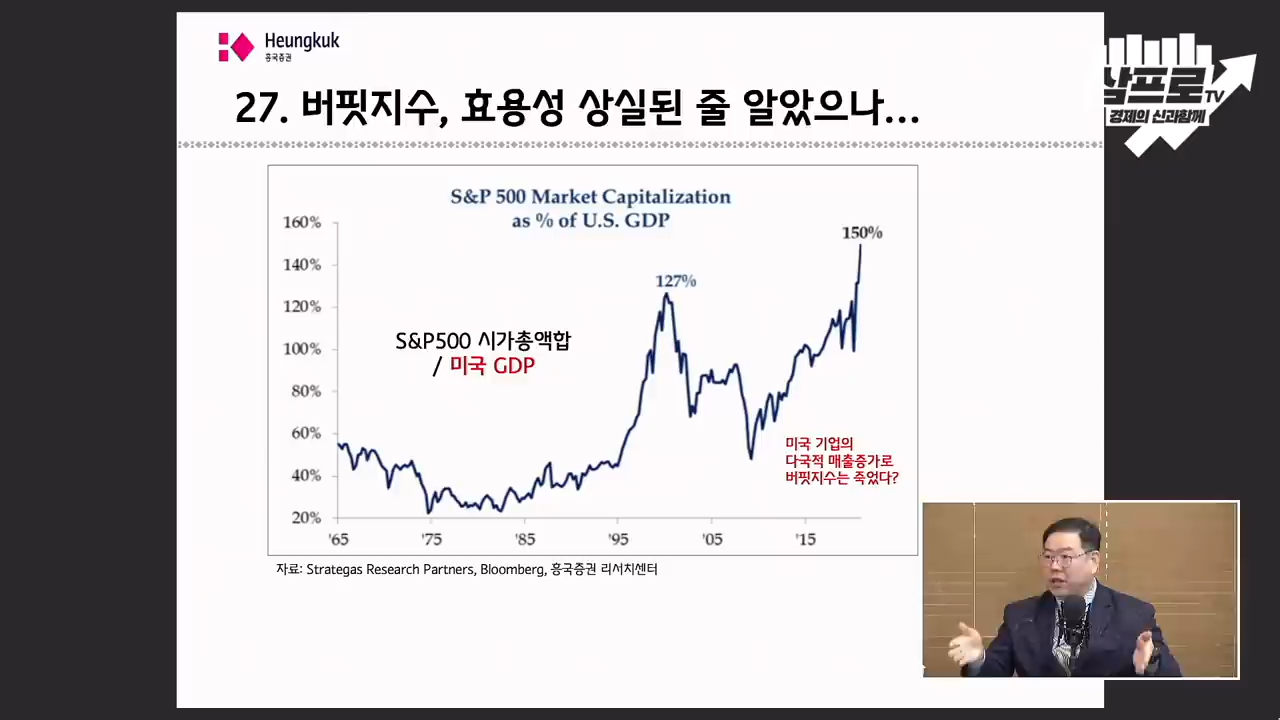 Heungkuk
흥국증권
삼프로TV
경제의 신과함께
27. 버핏지수, 효용성 상실된 줄 알았으나...
S&P 500 Market Capitalization
as % of U.S. GDP
160%
140%
120%
100%
80%
60%
40%
20%
150%
127%
S&P500 시가총액합
/ 미국 GDP
미국 기업의
다국적 매출증가로
버핏지수는 죽었다?
'65 '75 '85 '95 '05 '15
자료: Strategas Research Partners, Bloomberg, 흥국증권 리서치센터